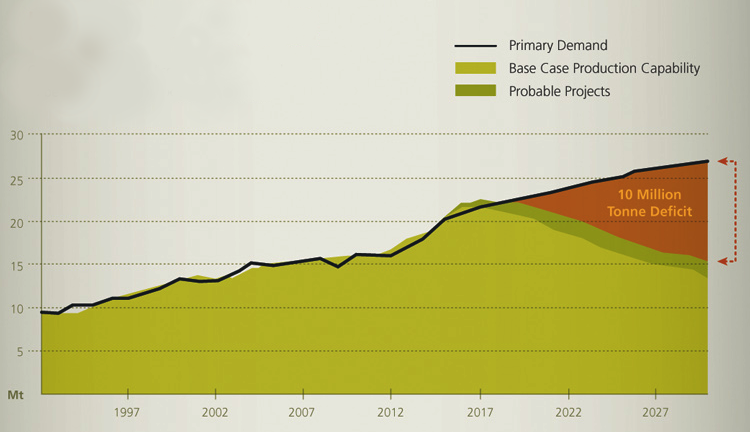 Primary Demand
Base Case Production Capability
Probable Projects
30
25
20
15
10
5
Mt
10 Million
Tonne Deficit
1997
2002
2007
2012
2017
2022
2027